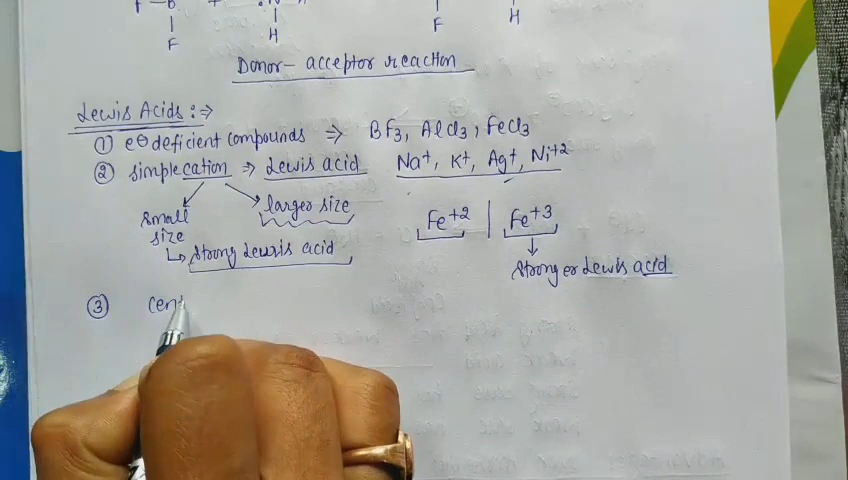 F
H
F
H
Donor- acceptor reaction
Lewis Acids :⇒
① e⊖ deficient compounds ⇒ BF3, AlCl3, FeCl3
② simple cation ⇒ Lewis acid Na+, K+, Ag+, Ni+2
small size
larger size
Fe+2 | Fe+3
↳ Strong Lewis acid
Stronger Lewis acid
③ cen